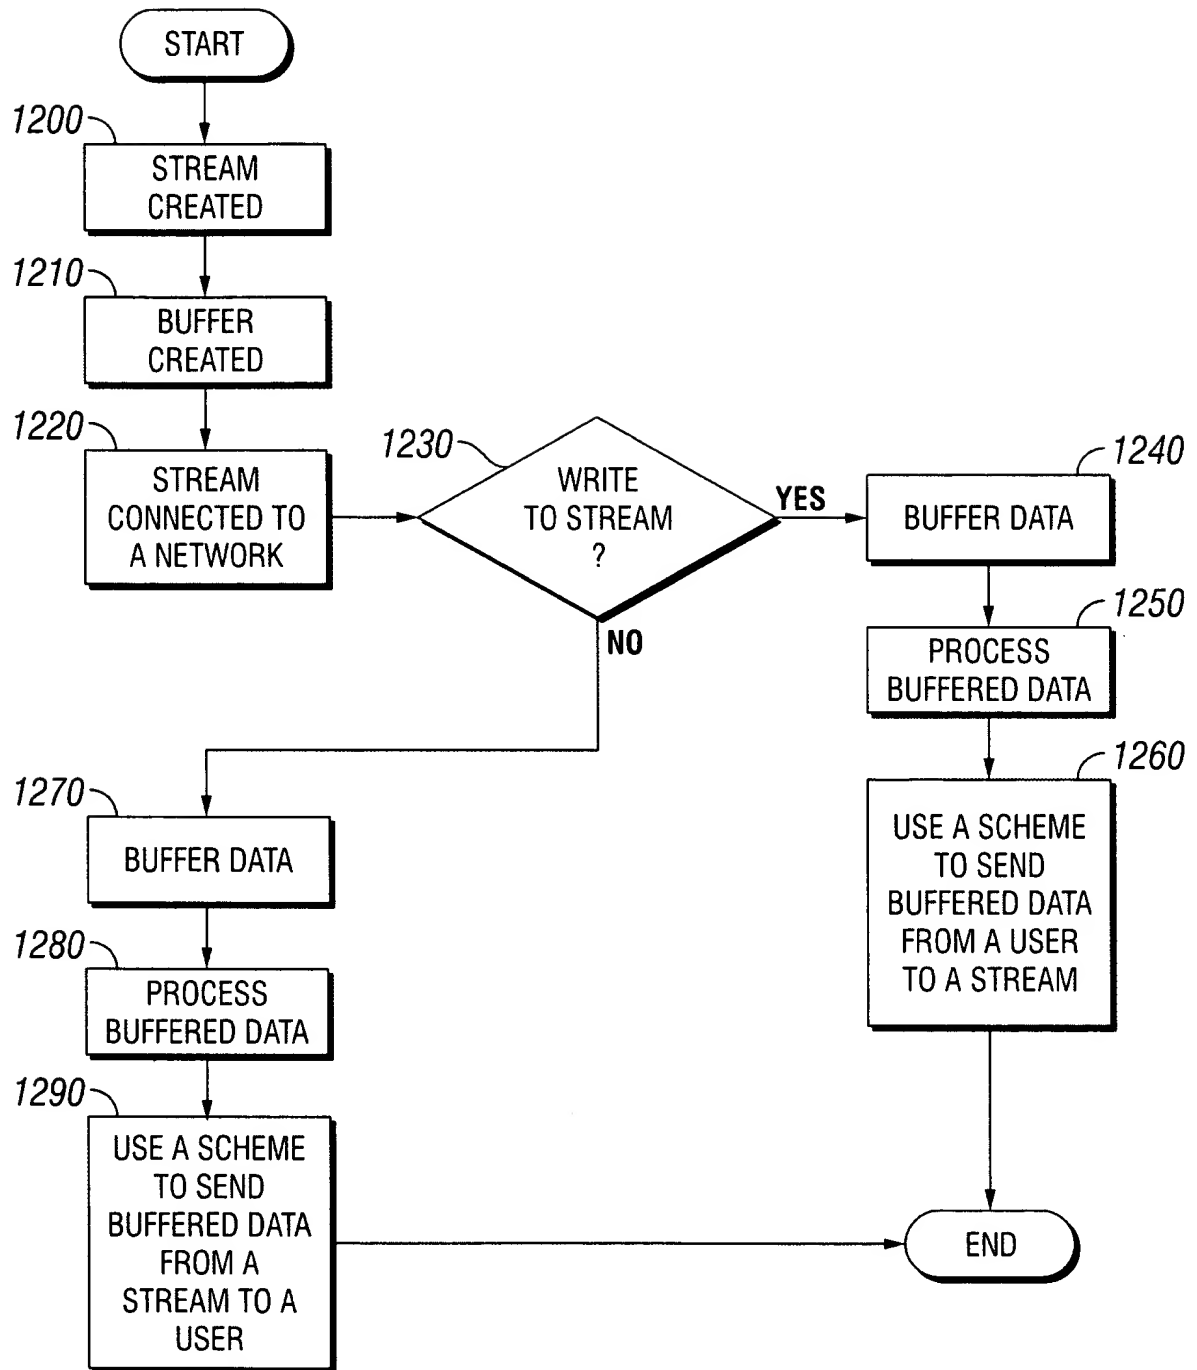 START
1200
STREAM
CREATED
1210
BUFFER
CREATED
1220
STREAM
CONNECTED TO
A NETWORK
1230
WRITE
TO STREAM
?
YES
NO
1240
BUFFER DATA
1250
PROCESS
BUFFERED DATA
1260
USE A SCHEME
TO SEND
BUFFERED DATA
FROM A USER
TO A STREAM
1270
BUFFER DATA
1280
PROCESS
BUFFERED DATA
1290
USE A SCHEME
TO SEND
BUFFERED DATA
FROM A
STREAM TO A
USER
END